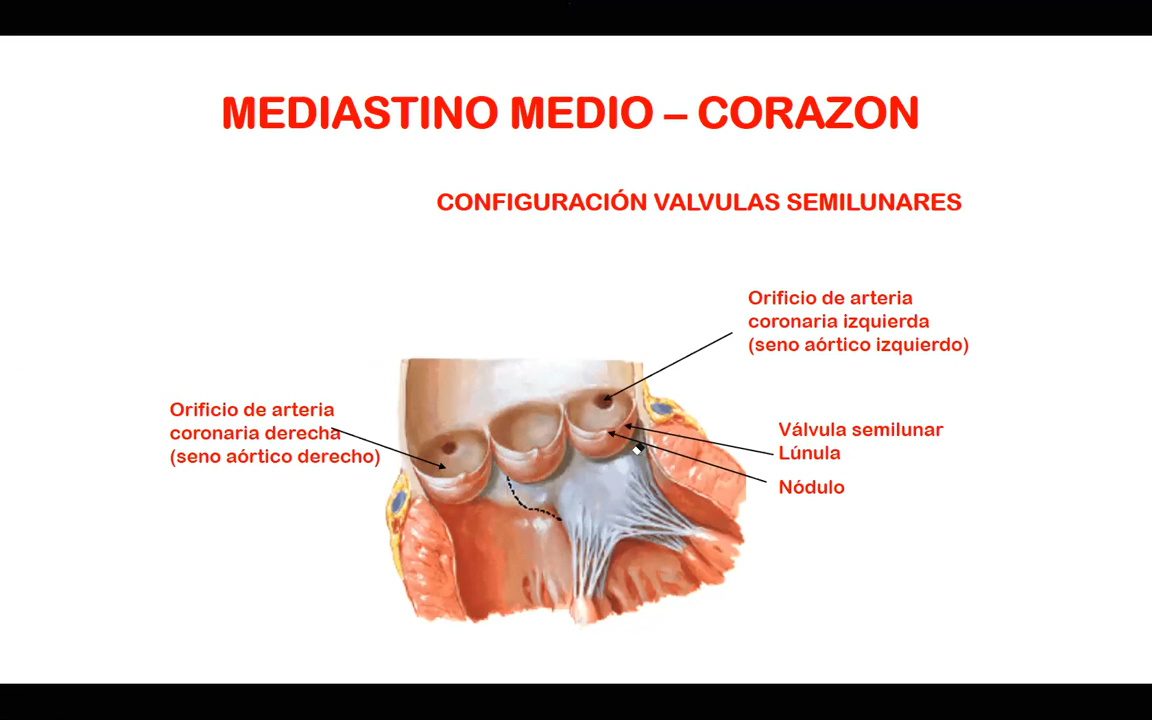 MEDIASTINO MEDIO – CORAZON
CONFIGURACIÓN VALVULAS SEMILUNARES
Orificio de arteria
coronaria izquierda
(seno aórtico izquierdo)
Orificio de arteria
coronaria derecha
(seno aórtico derecho)
Válvula semilunar
Lúnula
Nódulo